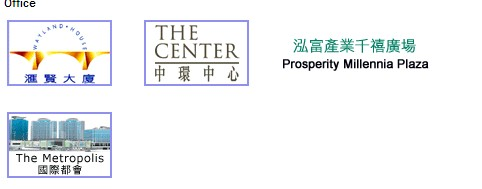 Office
WATLAND · HOUSE
滙賢大廈
THE
CENTER
中環中心
泓富產業千禧廣場
Prosperity Millennia Plaza
The Metropolis
國際都會